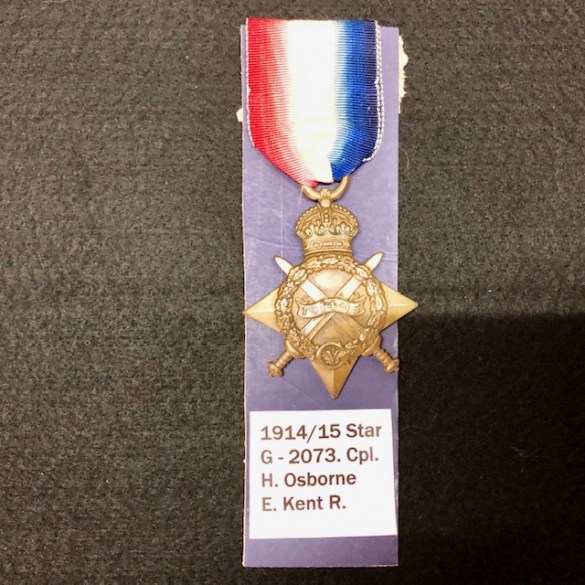 1914/15 Star
G - 2073. Cpl.
H. Osborne
E. Kent R.